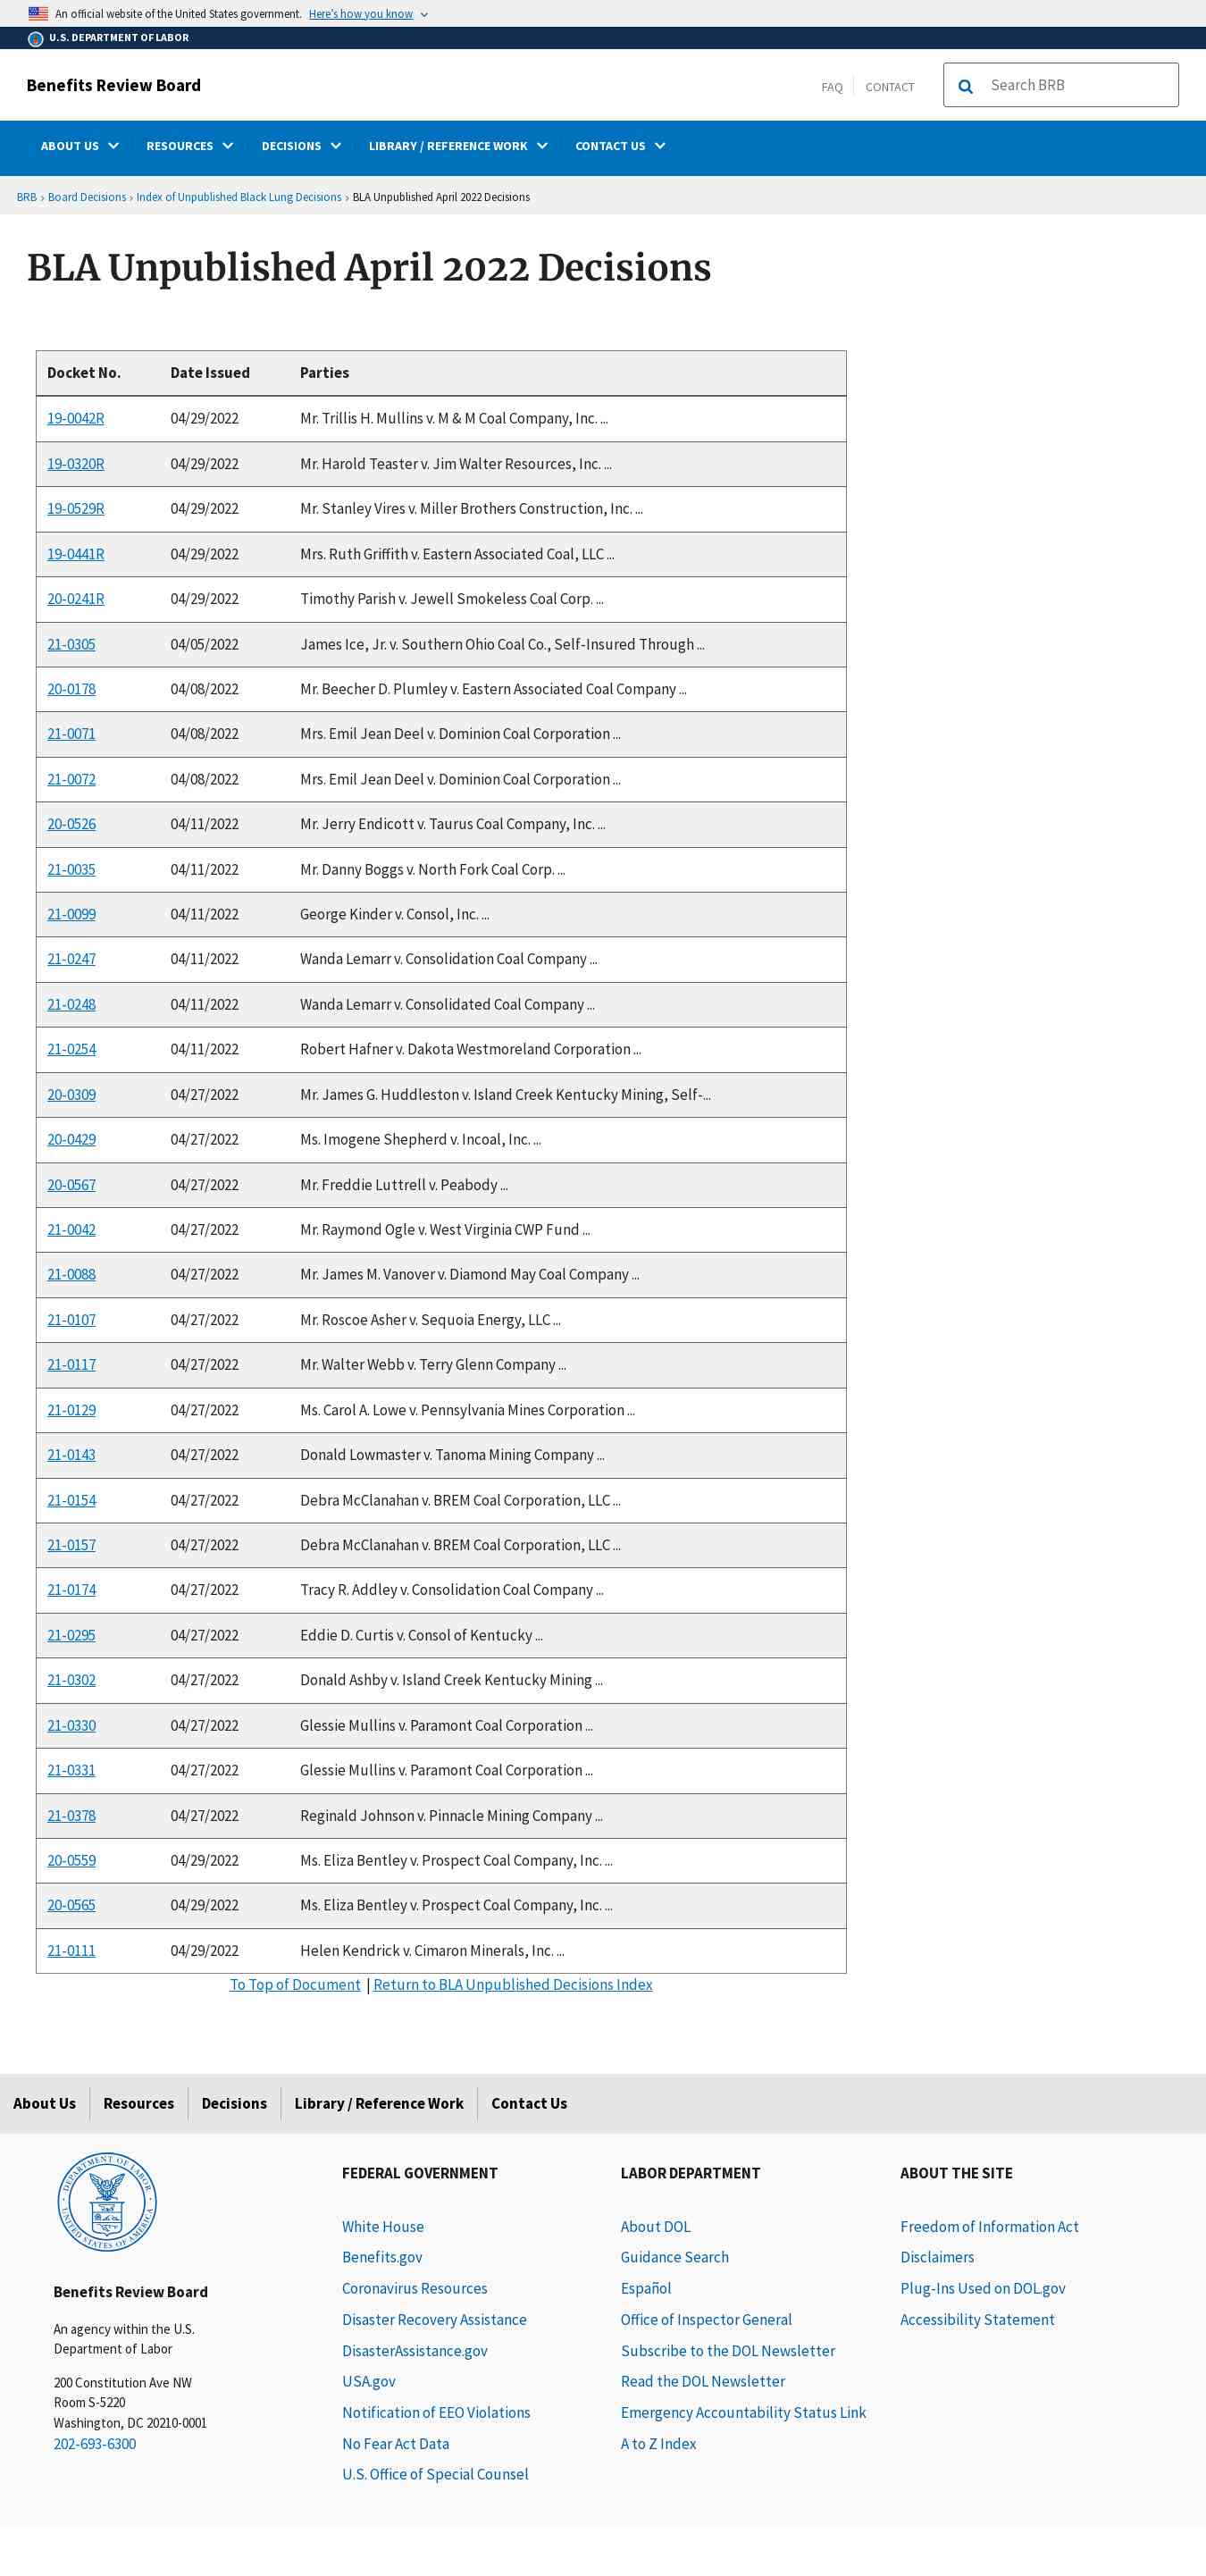 An official website of the United States government. Here's how you know
U.S. DEPARTMENT OF LABOR
Benefits Review Board
FAQ CONTACT Search BRB
ABOUT US RESOURCES DECISIONS LIBRARY / REFERENCE WORK CONTACT US
BRB › Board Decisions › Index of Unpublished Black Lung Decisions › BLA Unpublished April 2022 Decisions
BLA Unpublished April 2022 Decisions
Docket No. Date Issued Parties
19-0042R 04/29/2022 Mr. Trillis H. Mullins v. M & M Coal Company, Inc. ...
19-0320R 04/29/2022 Mr. Harold Teaster v. Jim Walter Resources, Inc. ...
19-0529R 04/29/2022 Mr. Stanley Vires v. Miller Brothers Construction, Inc. ...
19-0441R 04/29/2022 Mrs. Ruth Griffith v. Eastern Associated Coal, LLC ...
20-0241R 04/29/2022 Timothy Parish v. Jewell Smokeless Coal Corp. ...
21-0305 04/05/2022 James Ice, Jr. v. Southern Ohio Coal Co., Self-Insured Through ...
20-0178 04/08/2022 Mr. Beecher D. Plumley v. Eastern Associated Coal Company ...
21-0071 04/08/2022 Mrs. Emil Jean Deel v. Dominion Coal Corporation ...
21-0072 04/08/2022 Mrs. Emil Jean Deel v. Dominion Coal Corporation ...
20-0526 04/11/2022 Mr. Jerry Endicott v. Taurus Coal Company, Inc. ...
21-0035 04/11/2022 Mr. Danny Boggs v. North Fork Coal Corp. ...
21-0099 04/11/2022 George Kinder v. Consol, Inc. ...
21-0247 04/11/2022 Wanda Lemarr v. Consolidation Coal Company ...
21-0248 04/11/2022 Wanda Lemarr v. Consolidated Coal Company ...
21-0254 04/11/2022 Robert Hafner v. Dakota Westmoreland Corporation ...
20-0309 04/27/2022 Mr. James G. Huddleston v. Island Creek Kentucky Mining, Self-...
20-0429 04/27/2022 Ms. Imogene Shepherd v. Incoal, Inc. ...
20-0567 04/27/2022 Mr. Freddie Luttrell v. Peabody ...
21-0042 04/27/2022 Mr. Raymond Ogle v. West Virginia CWP Fund ...
21-0088 04/27/2022 Mr. James M. Vanover v. Diamond May Coal Company ...
21-0107 04/27/2022 Mr. Roscoe Asher v. Sequoia Energy, LLC ...
21-0117 04/27/2022 Mr. Walter Webb v. Terry Glenn Company ...
21-0129 04/27/2022 Ms. Carol A. Lowe v. Pennsylvania Mines Corporation ...
21-0143 04/27/2022 Donald Lowmaster v. Tanoma Mining Company ...
21-0154 04/27/2022 Debra McClanahan v. BREM Coal Corporation, LLC ...
21-0157 04/27/2022 Debra McClanahan v. BREM Coal Corporation, LLC ...
21-0174 04/27/2022 Tracy R. Addley v. Consolidation Coal Company ...
21-0295 04/27/2022 Eddie D. Curtis v. Consol of Kentucky ...
21-0302 04/27/2022 Donald Ashby v. Island Creek Kentucky Mining ...
21-0330 04/27/2022 Glessie Mullins v. Paramont Coal Corporation ...
21-0331 04/27/2022 Glessie Mullins v. Paramont Coal Corporation ...
21-0378 04/27/2022 Reginald Johnson v. Pinnacle Mining Company ...
20-0559 04/29/2022 Ms. Eliza Bentley v. Prospect Coal Company, Inc. ...
20-0565 04/29/2022 Ms. Eliza Bentley v. Prospect Coal Company, Inc. ...
21-0111 04/29/2022 Helen Kendrick v. Cimaron Minerals, Inc. ...
To Top of Document | Return to BLA Unpublished Decisions Index
About Us Resources Decisions Library / Reference Work Contact Us
DEPARTMENT OF LABOR
UNITED STATES OF AMERICA
Benefits Review Board
An agency within the U.S.
Department of Labor
200 Constitution Ave NW
Room S-5220
Washington, DC 20210-0001
202-693-6300
FEDERAL GOVERNMENT
White House
Benefits.gov
Coronavirus Resources
Disaster Recovery Assistance
DisasterAssistance.gov
USA.gov
Notification of EEO Violations
No Fear Act Data
U.S. Office of Special Counsel
LABOR DEPARTMENT
About DOL
Guidance Search
Español
Office of Inspector General
Subscribe to the DOL Newsletter
Read the DOL Newsletter
Emergency Accountability Status Link
A to Z Index
ABOUT THE SITE
Freedom of Information Act
Disclaimers
Plug-Ins Used on DOL.gov
Accessibility Statement